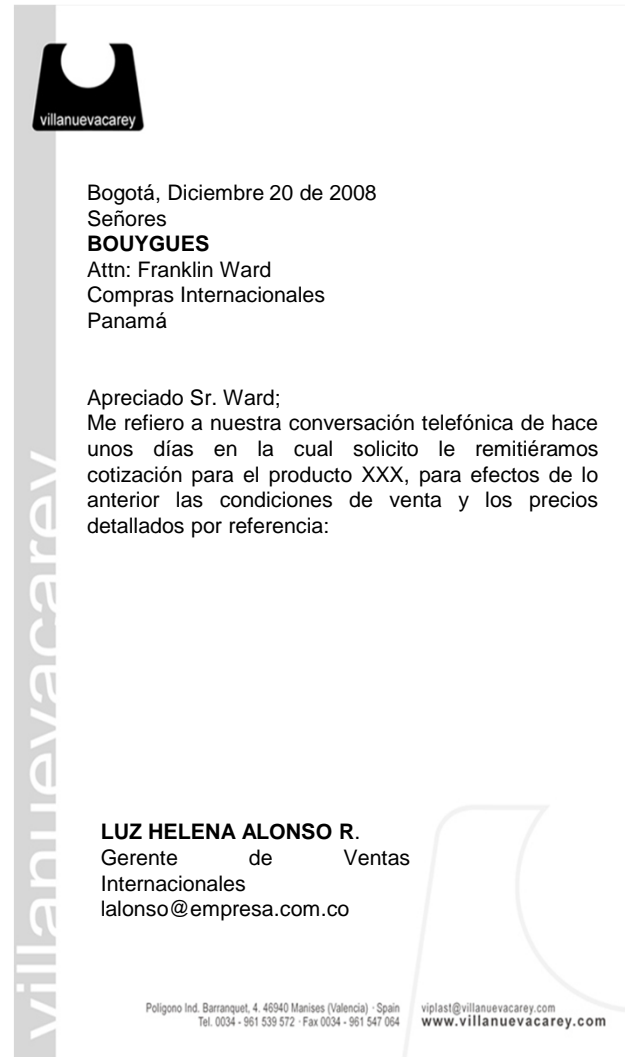 villanuevacarey
Bogotá, Diciembre 20 de 2008
Señores
BOUYGUES
Attn: Franklin Ward
Compras Internacionales
Panamá
Apreciado Sr. Ward;
Me refiero a nuestra conversación telefónica de hace
unos días en la cual solicito le remitiéramos
cotización para el producto XXX, para efectos de lo
anterior las condiciones de venta y los precios
detallados por referencia:
villanuevacarey
LUZ HELENA ALONSO R.
Gerente de Ventas
Internacionales
lalonso@empresa.com.co
Poligono Ind. Barranquet, 4. 46940 Manises (Valencia) · Spain
Tel. 0034 - 961 539 572 · Fax 0034 - 961 547 064
viplast@villanuevacarey.com
www.villanuevacarey.com